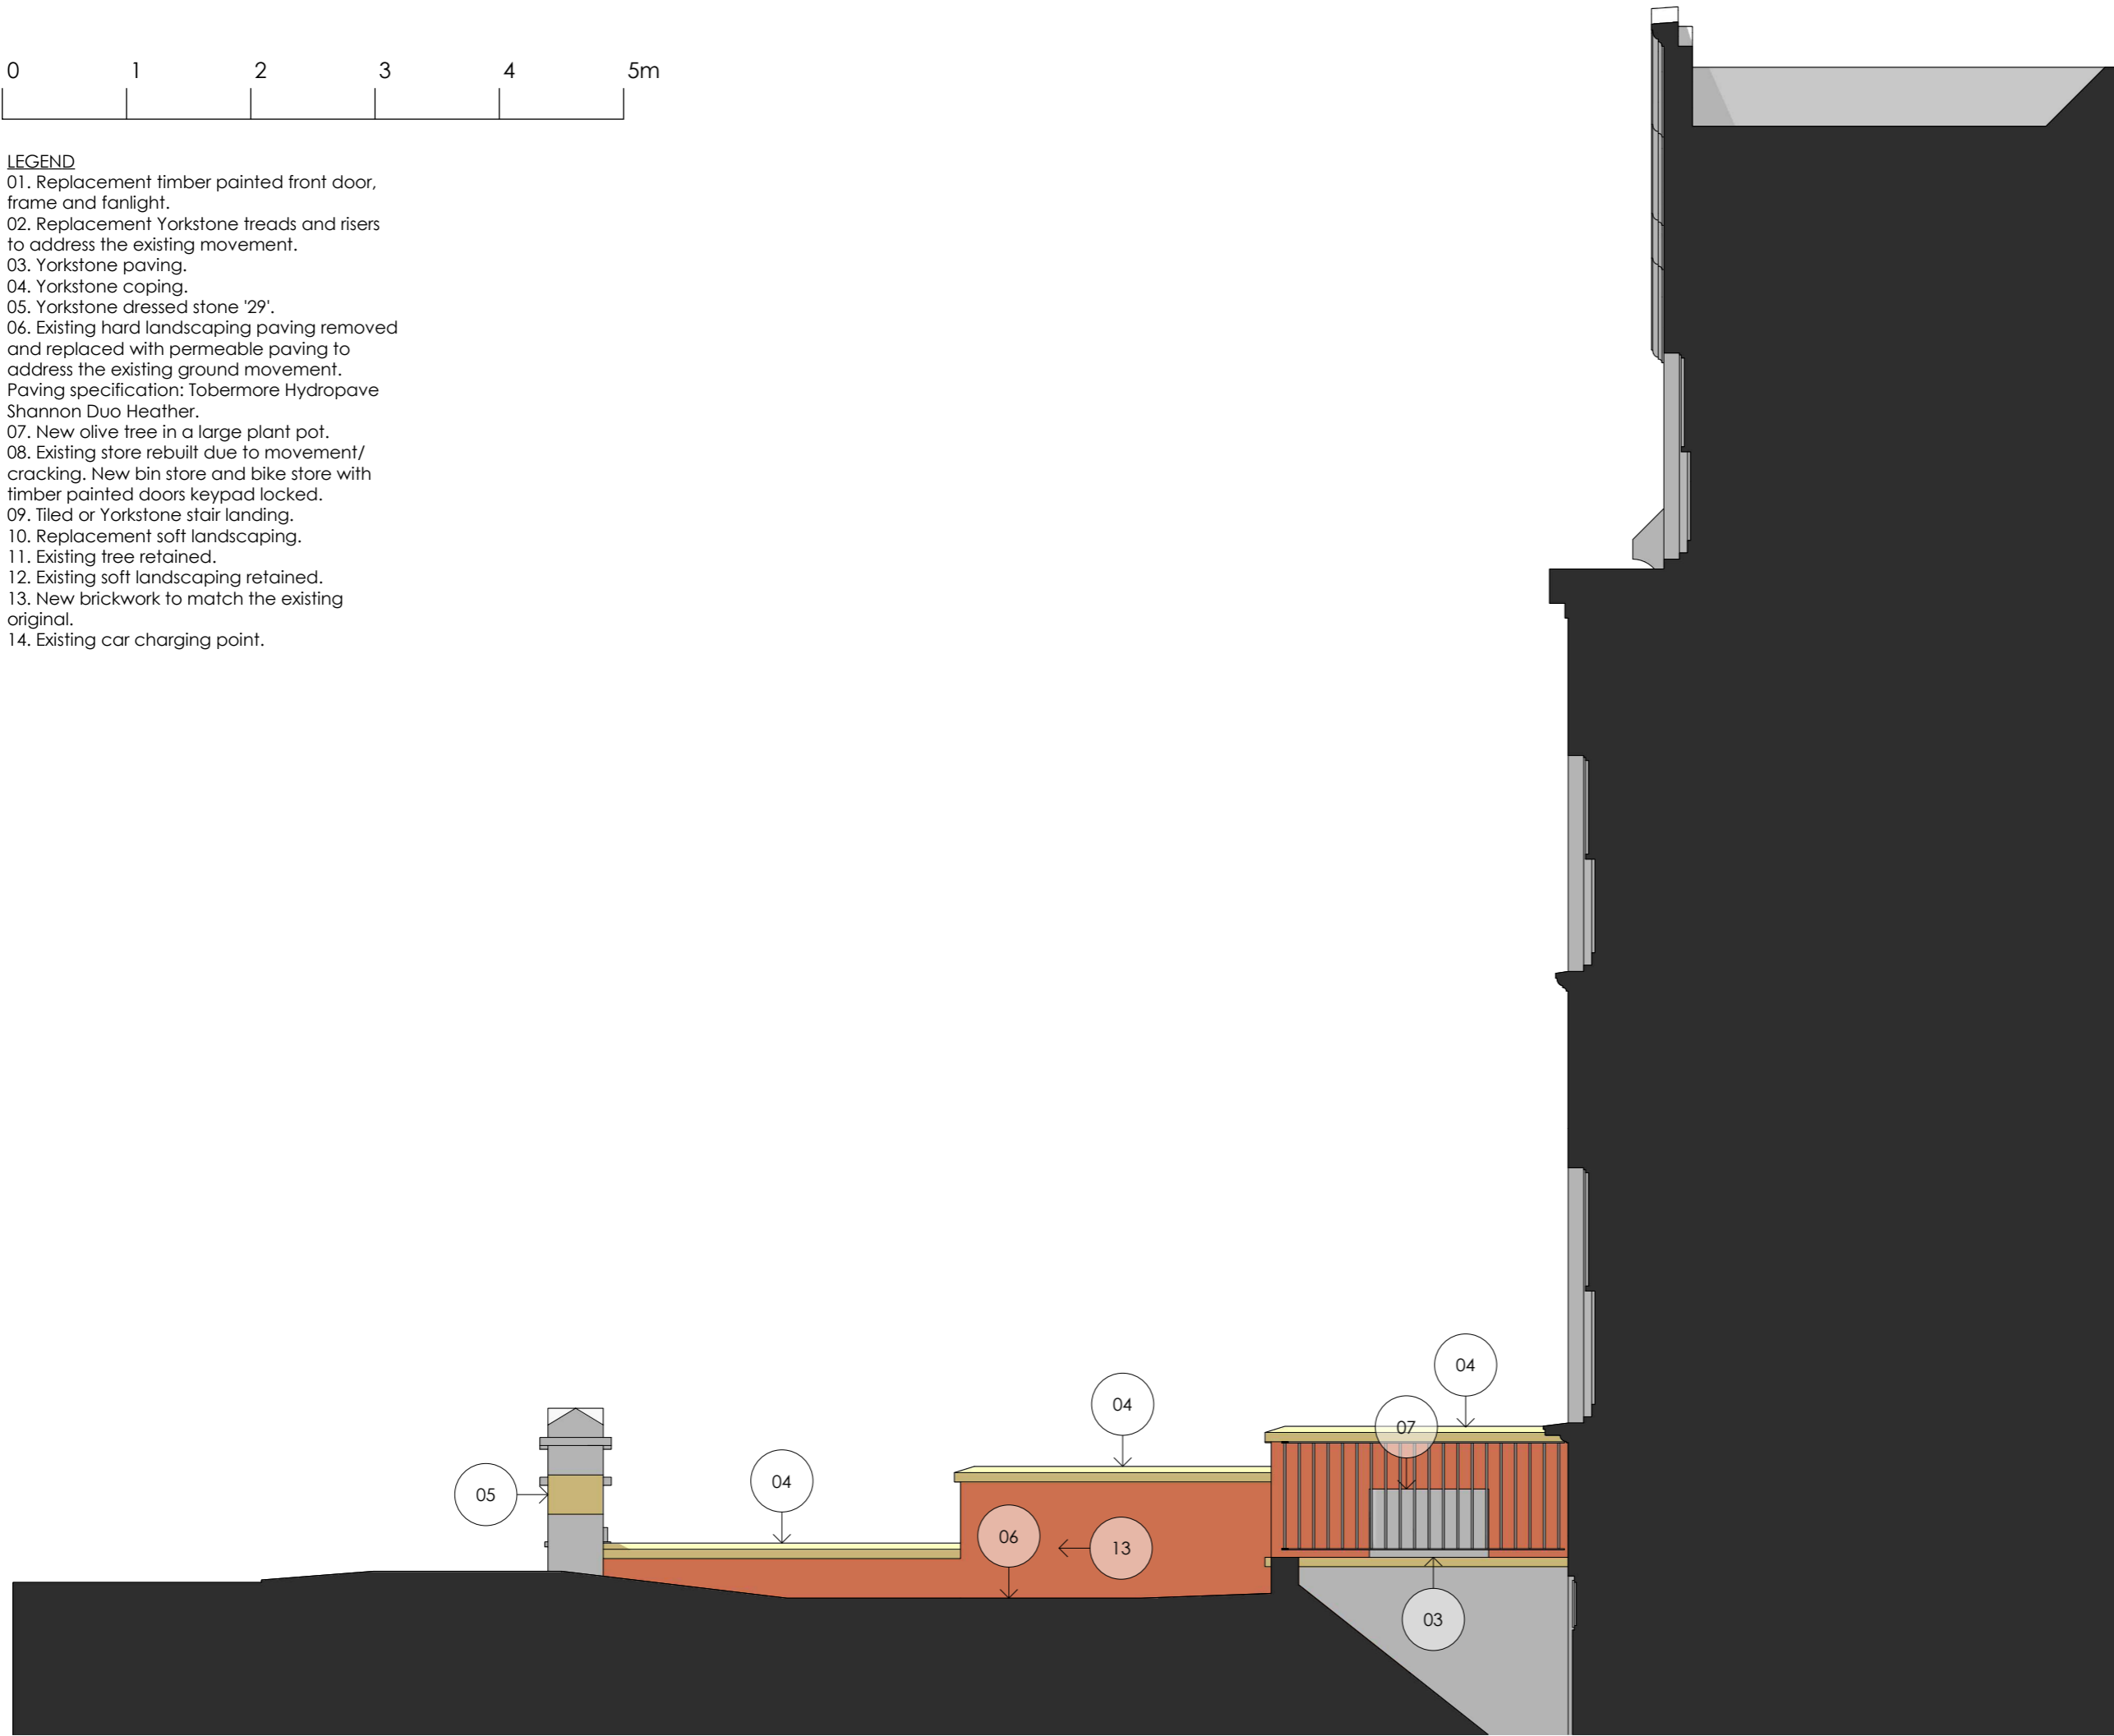 0 1 2 3 4 5m
LEGEND
01. Replacement timber painted front door,
frame and fanlight.
02. Replacement Yorkstone treads and risers
to address the existing movement.
03. Yorkstone paving.
04. Yorkstone coping.
05. Yorkstone dressed stone '29'.
06. Existing hard landscaping paving removed
and replaced with permeable paving to
address the existing ground movement.
Paving specification: Tobermore Hydropave
Shannon Duo Heather.
07. New olive tree in a large plant pot.
08. Existing store rebuilt due to movement/
cracking. New bin store and bike store with
timber painted doors keypad locked.
09. Tiled or Yorkstone stair landing.
10. Replacement soft landscaping.
11. Existing tree retained.
12. Existing soft landscaping retained.
13. New brickwork to match the existing
original.
14. Existing car charging point.
04
04
07
04
05
06
13
03